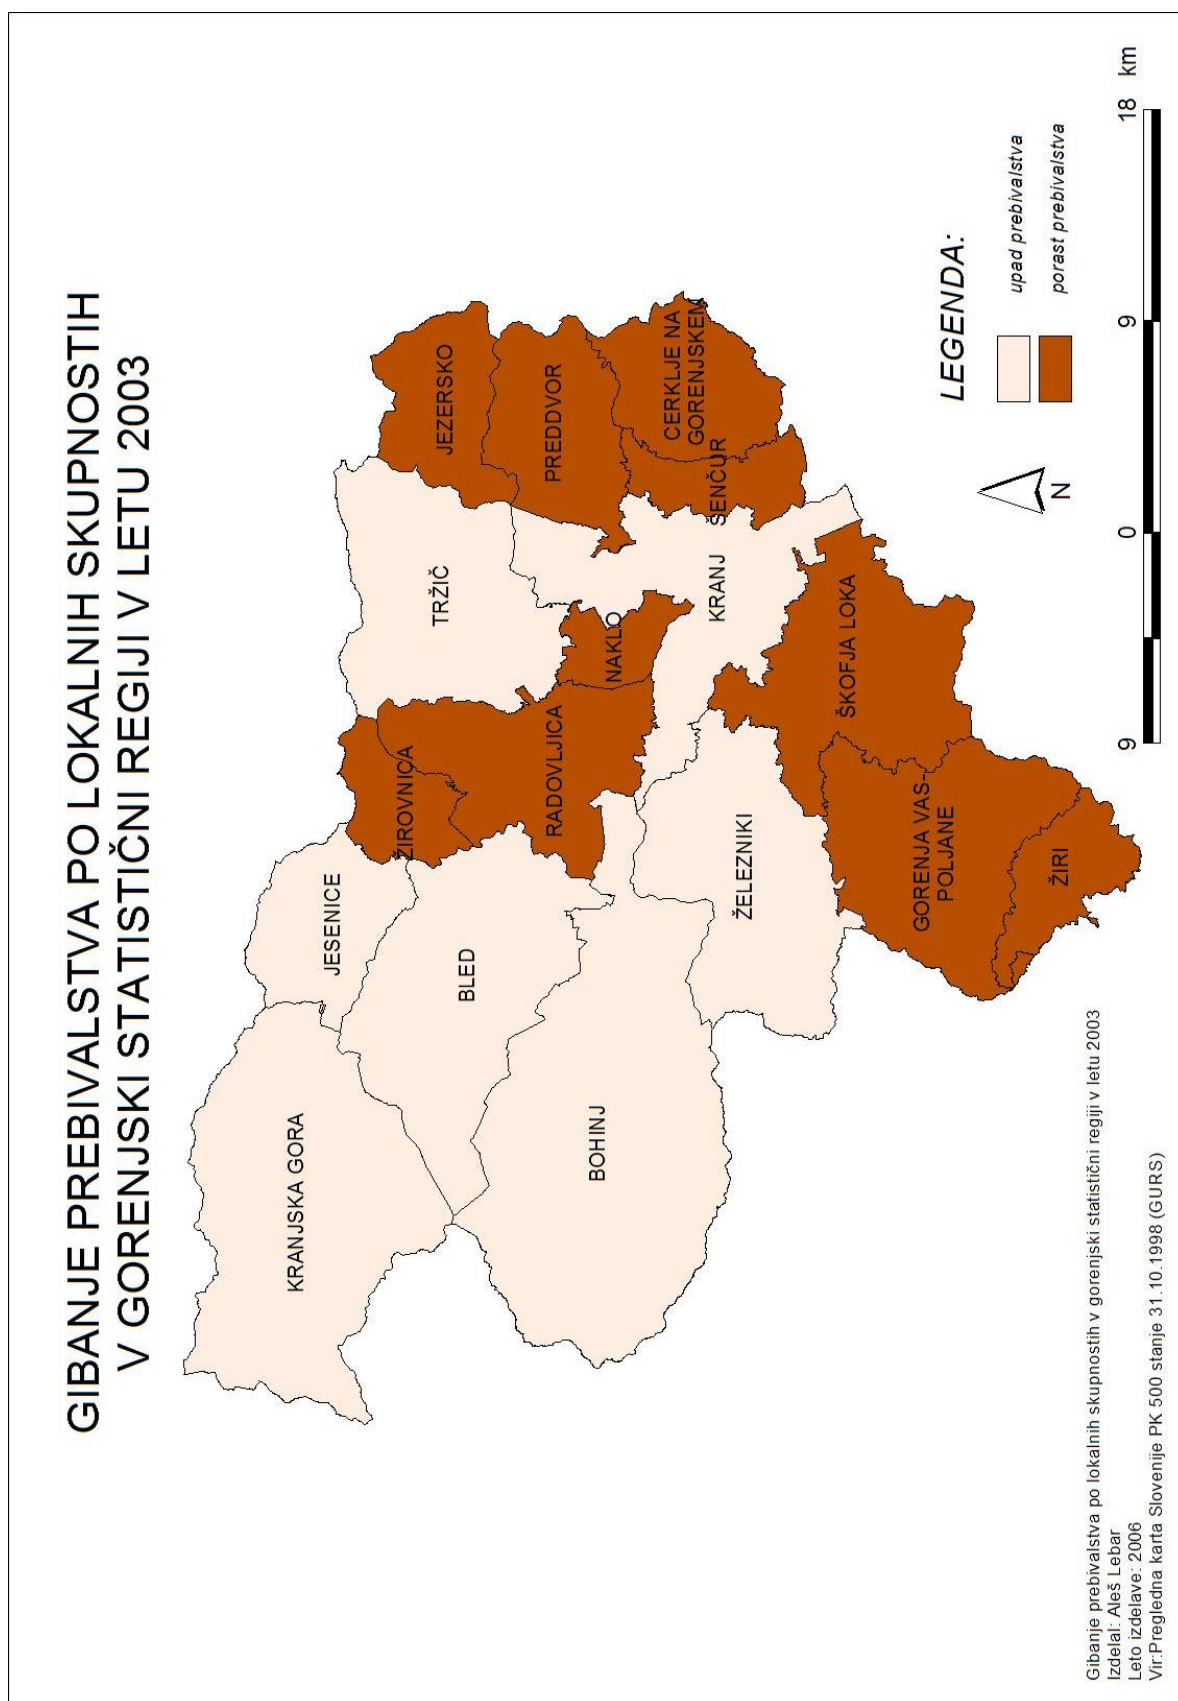 GIBANJE PREBIVALSTVA PO LOKALNIH SKUPNOSTIH
V GORENJSKI STATISTIČNI REGIJI V LETU 2003
KRANJSKA GORA
JESENICE
ŽIROVNICA
TRŽIČ
JEZERSKO
BLED
RADOVLJICA
NAKLO
PREDDVOR
BOHINJ
ŽELEZNIKI
KRANJ
ŠENČUR
CERKLJE NA
GORENJSKEM
ŠKOFJA LOKA
GORENJA VAS-
POLJANE
ŽIRI
LEGENDA:
upad prebivalstva
porast prebivalstva
N
9 0 9 18 km
Gibanje prebivalstva po lokalnih skupnostih v gorenjski statistični regiji v letu 2003
Izdelal: Aleš Lebar
Leto izdelave: 2006
Vir:Pregledna karta Slovenije PK 500 stanje 31.10.1998 (GURS)